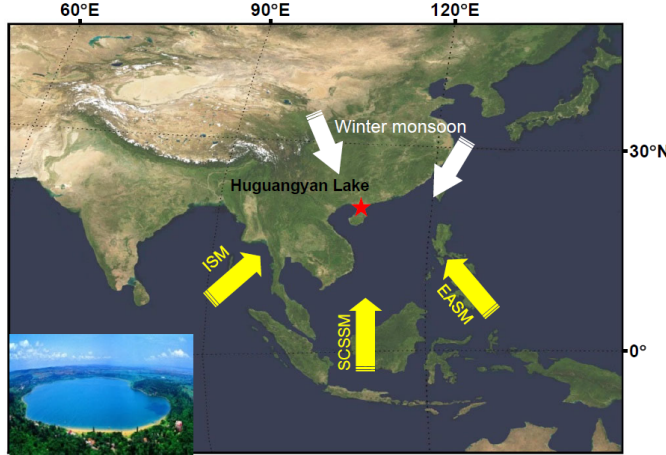 60°E 90°E 120°E
Winter monsoon
30°N
Huguangyan Lake
ISM
EASM
SCSSM
0°